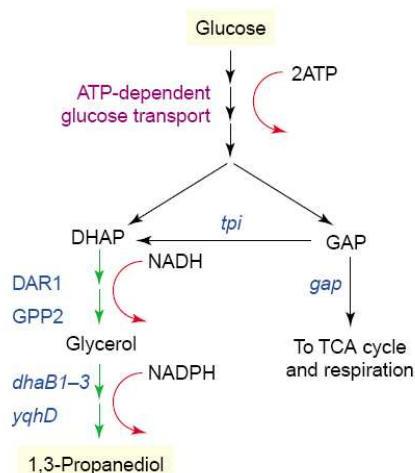 Glucose
2ATP
ATP-dependent
glucose transport
tpi
DHAP
GAP
NADH
DAR1
gap
GPP2
Glycerol
To TCA cycle
and respiration
dhaB1–3
NADPH
yqhD
1,3-Propanediol